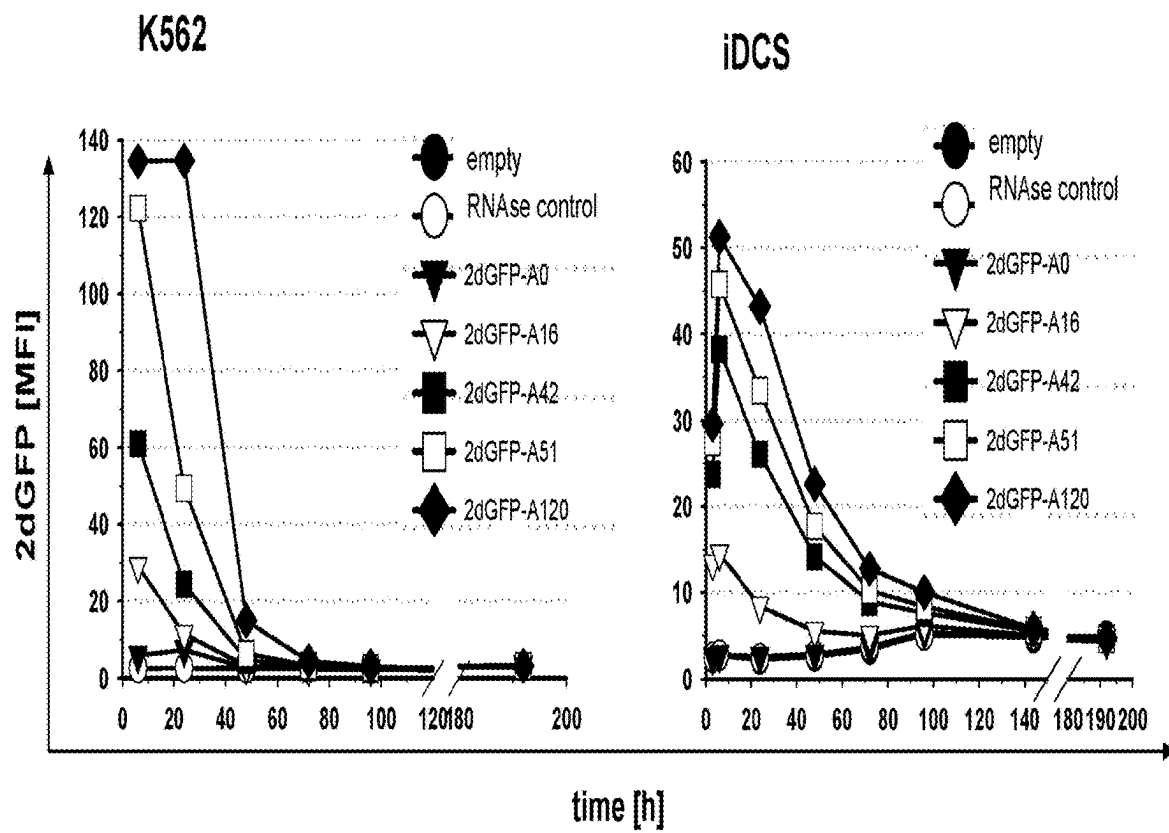 K562
iDCS
2dGFP [MFI]
140
120
100
80
60
40
20
0
0 20 40 60 80 100 120 180 200
empty
RNAse control
2dGFP-A0
2dGFP-A16
2dGFP-A42
2dGFP-A51
2dGFP-A120
60
50
40
30
20
10
0
0 20 40 60 80 100 120 140 180 190 200
empty
RNAse control
2dGFP-A0
2dGFP-A16
2dGFP-A42
2dGFP-A51
2dGFP-A120
time [h]